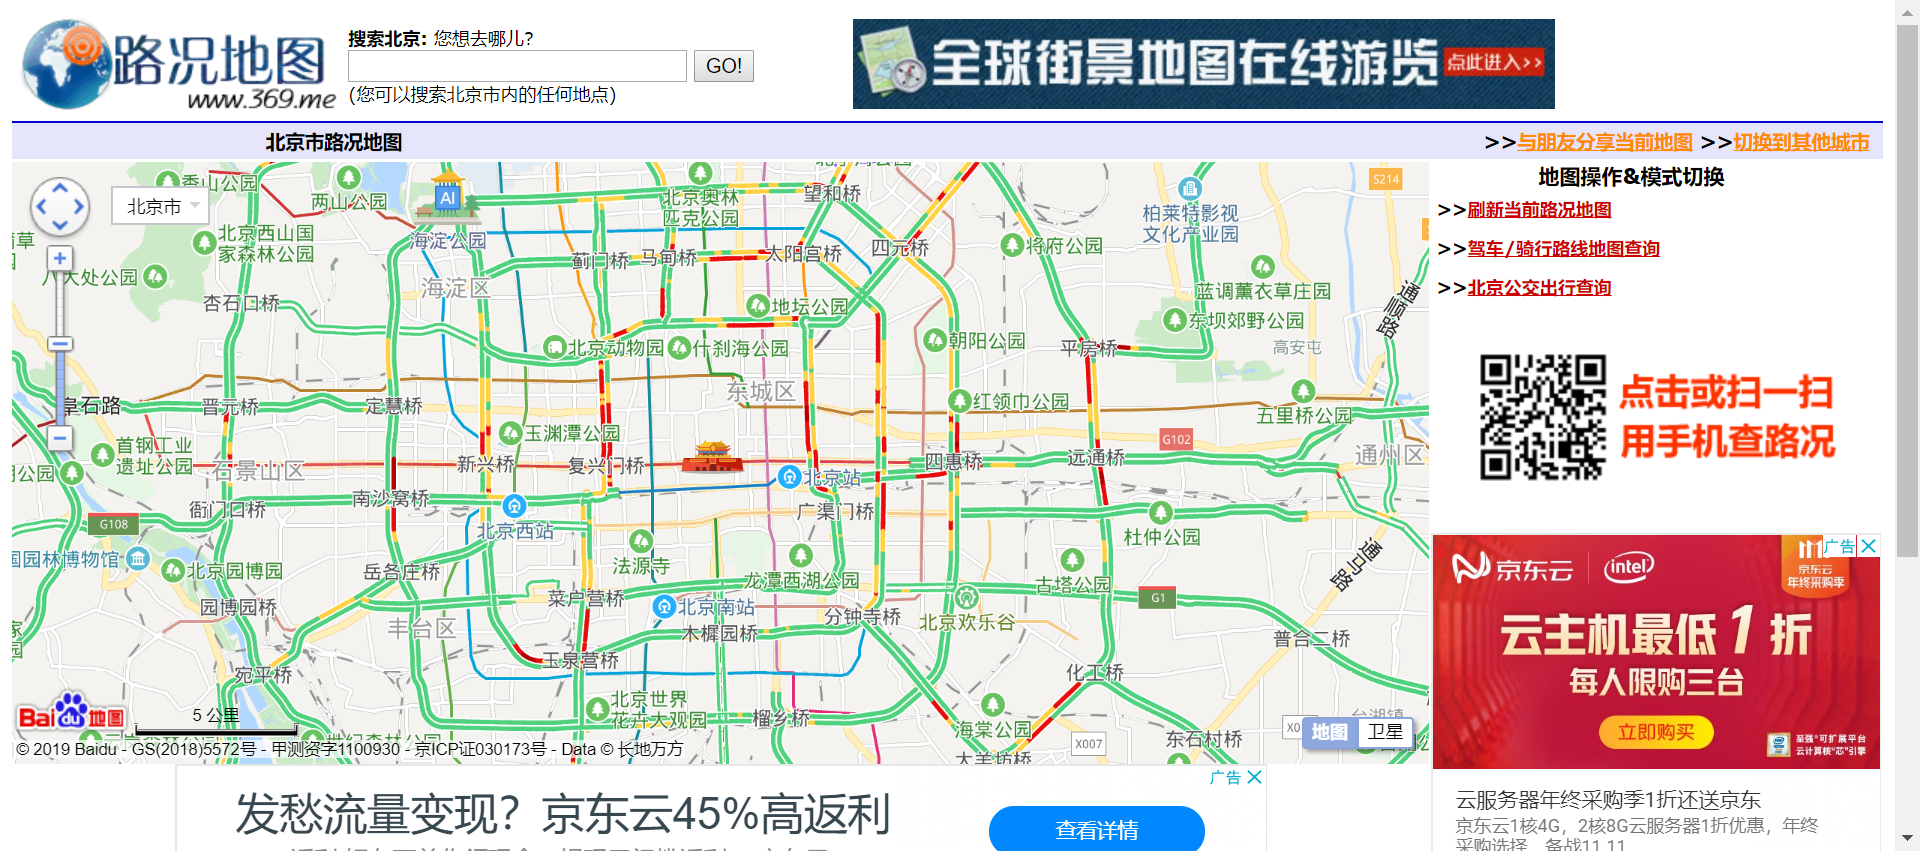 路况地图
www.369.me
搜索北京: 您想去哪儿?
GO!
(您可以搜索北京市内的任何地点)
全球街景地图在线游览 点此进入>>
北京市路况地图
>>与朋友分享当前地图 >>切换到其他城市
地图操作&模式切换
>>刷新当前路况地图
>>驾车/骑行路线地图查询
>>北京公交出行查询
点击或扫一扫
用手机查路况
北京市
香山公园
两山公园
AI
海淀公园
北京奥林
匹克公园
望和桥
S214
柏莱特影视
文化产业园
北京西山国
家森林公园
八大处公园
蓟门桥
马甸桥
太阳宫桥
四元桥
将府公园
海淀区
杏石口桥
地坛公园
蓝调薰衣草庄园
东坝郊野公园
通顺路
北京动物园
什刹海公园
朝阳公园
平房桥
高安屯
东城区
阜石路
晋元桥
定慧桥
红领巾公园
五里桥公园
首钢工业
遗址公园
玉渊潭公园
G102
石景山区
新兴桥
复兴门桥
北京站
四惠桥
远通桥
通州区
衙门口桥
南沙窝桥
北京西站
广渠门桥
G108
杜仲公园
通马路
北京园博园
岳各庄桥
法源寺
龙潭西湖公园
古塔公园
G1
园博园桥
菜户营桥
北京南站
分钟寺桥
北京欢乐谷
丰台区
木樨园桥
普合二桥
宛平桥
玉泉营桥
化工桥
北京世界
花卉大观园
榴乡桥
海棠公园
X007
东石村桥
台湖镇
大羊坊桥
Bai du 地图
5 公里
地图
卫星
© 2019 Baidu - GS(2018)5572号 - 甲测资字1100930 - 京ICP证030173号 - Data © 长地万方
广告
京东云
intel
京东云
年终采购季
云主机最低1折
每人限购三台
立即购买
至强®可扩展平台
云计算核“芯”引擎
云服务器年终采购季1折还送京东
京东云1核4G，2核8G云服务器1折优惠，年终
采购选择，备战11.11
广告
发愁流量变现？京东云45%高返利
查看详情